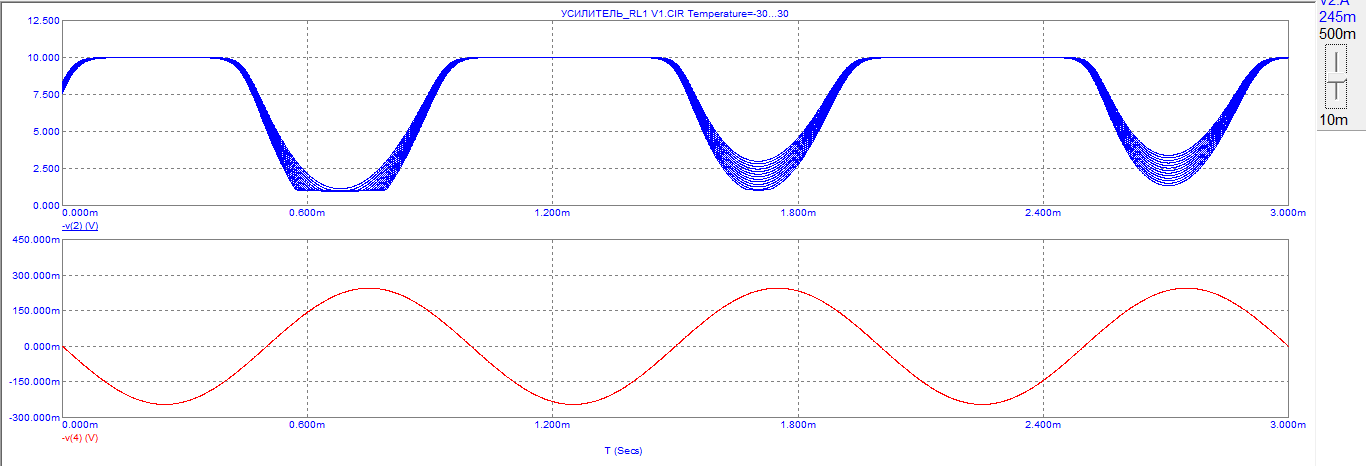 УСИЛИТЕЛЬ_RL1 V1.CIR Temperature=-30...30
12.500
10.000
7.500
5.000
2.500
0.000
0.000m 0.600m 1.200m 1.800m 2.400m 3.000m
-v(2) (V)
450.000m
300.000m
150.000m
0.000m
-150.000m
-300.000m
0.000m 0.600m 1.200m 1.800m 2.400m 3.000m
-v(4) (V)
T (Secs)
V2.A
245m
500m
10m